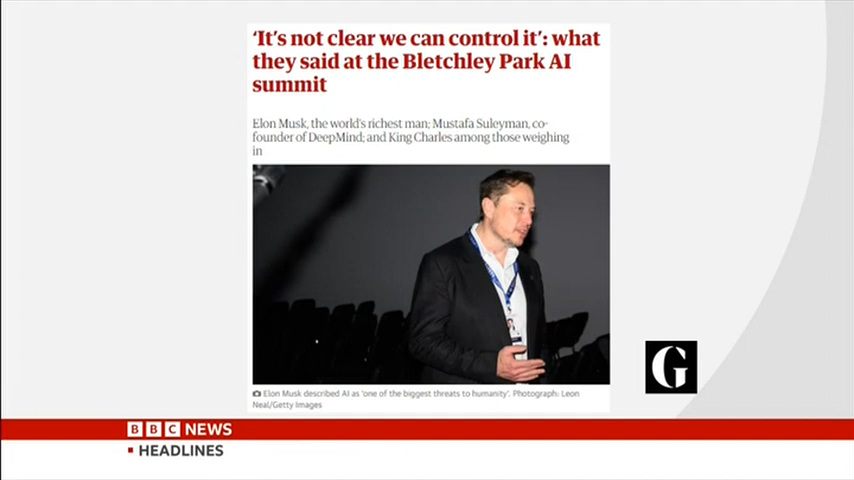 ‘It’s not clear we can control it’: what
they said at the Bletchley Park AI
summit
Elon Musk, the world’s richest man; Mustafa Suleyman, co-
founder of DeepMind; and King Charles among those weighing
in
Elon Musk described AI as ‘one of the biggest threats to humanity’. Photograph: Leon
Neal/Getty Images
G
BBC NEWS
HEADLINES